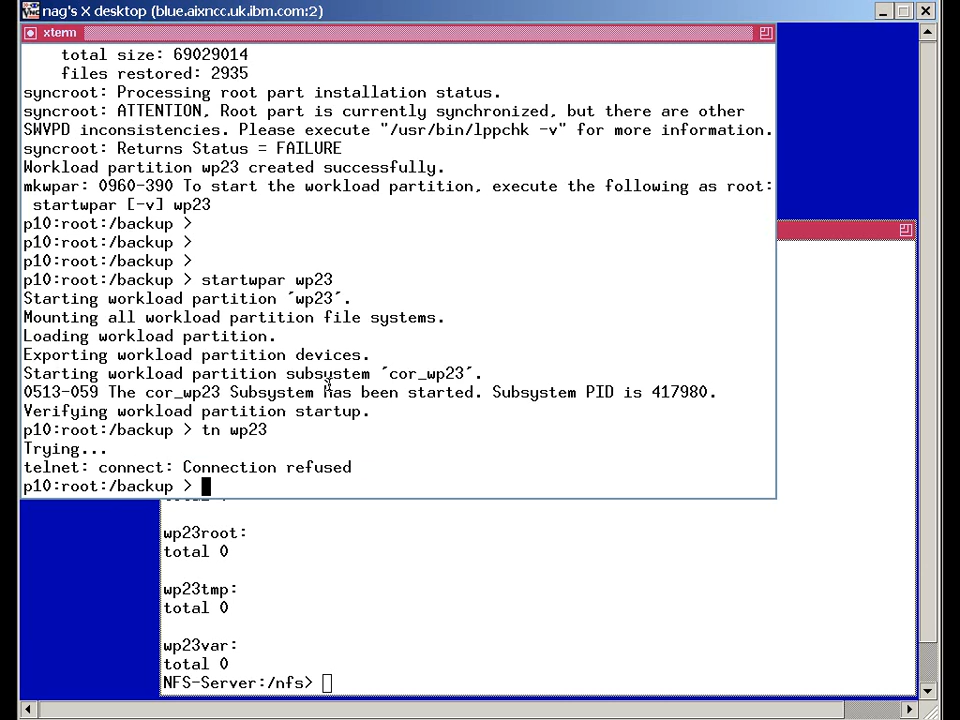 nag's X desktop (blue.aixncc.uk.ibm.com:2)
xterm
total size: 69029014
files restored: 2935
syncroot: Processing root part installation status.
syncroot: ATTENTION, Root part is currently synchronized, but there are other
SWVPD inconsistencies. Please execute "/usr/bin/lppchk -v" for more information.
syncroot: Returns Status = FAILURE
Workload partition wp23 created successfully.
mkwpar: 0960-390 To start the workload partition, execute the following as root:
startwpar [-v] wp23
p10:root:/backup >
p10:root:/backup >
p10:root:/backup >
p10:root:/backup > startwpar wp23
Starting workload partition ´wp23´.
Mounting all workload partition file systems.
Loading workload partition.
Exporting workload partition devices.
Starting workload partition subsystem ´cor_wp23´.
0513-059 The cor_wp23 Subsystem has been started. Subsystem PID is 417980.
Verifying workload partition startup.
p10:root:/backup > tn wp23
Trying...
telnet: connect: Connection refused
p10:root:/backup >
wp23root:
total 0
wp23tmp:
total 0
wp23var:
total 0
NFS-Server:/nfs>